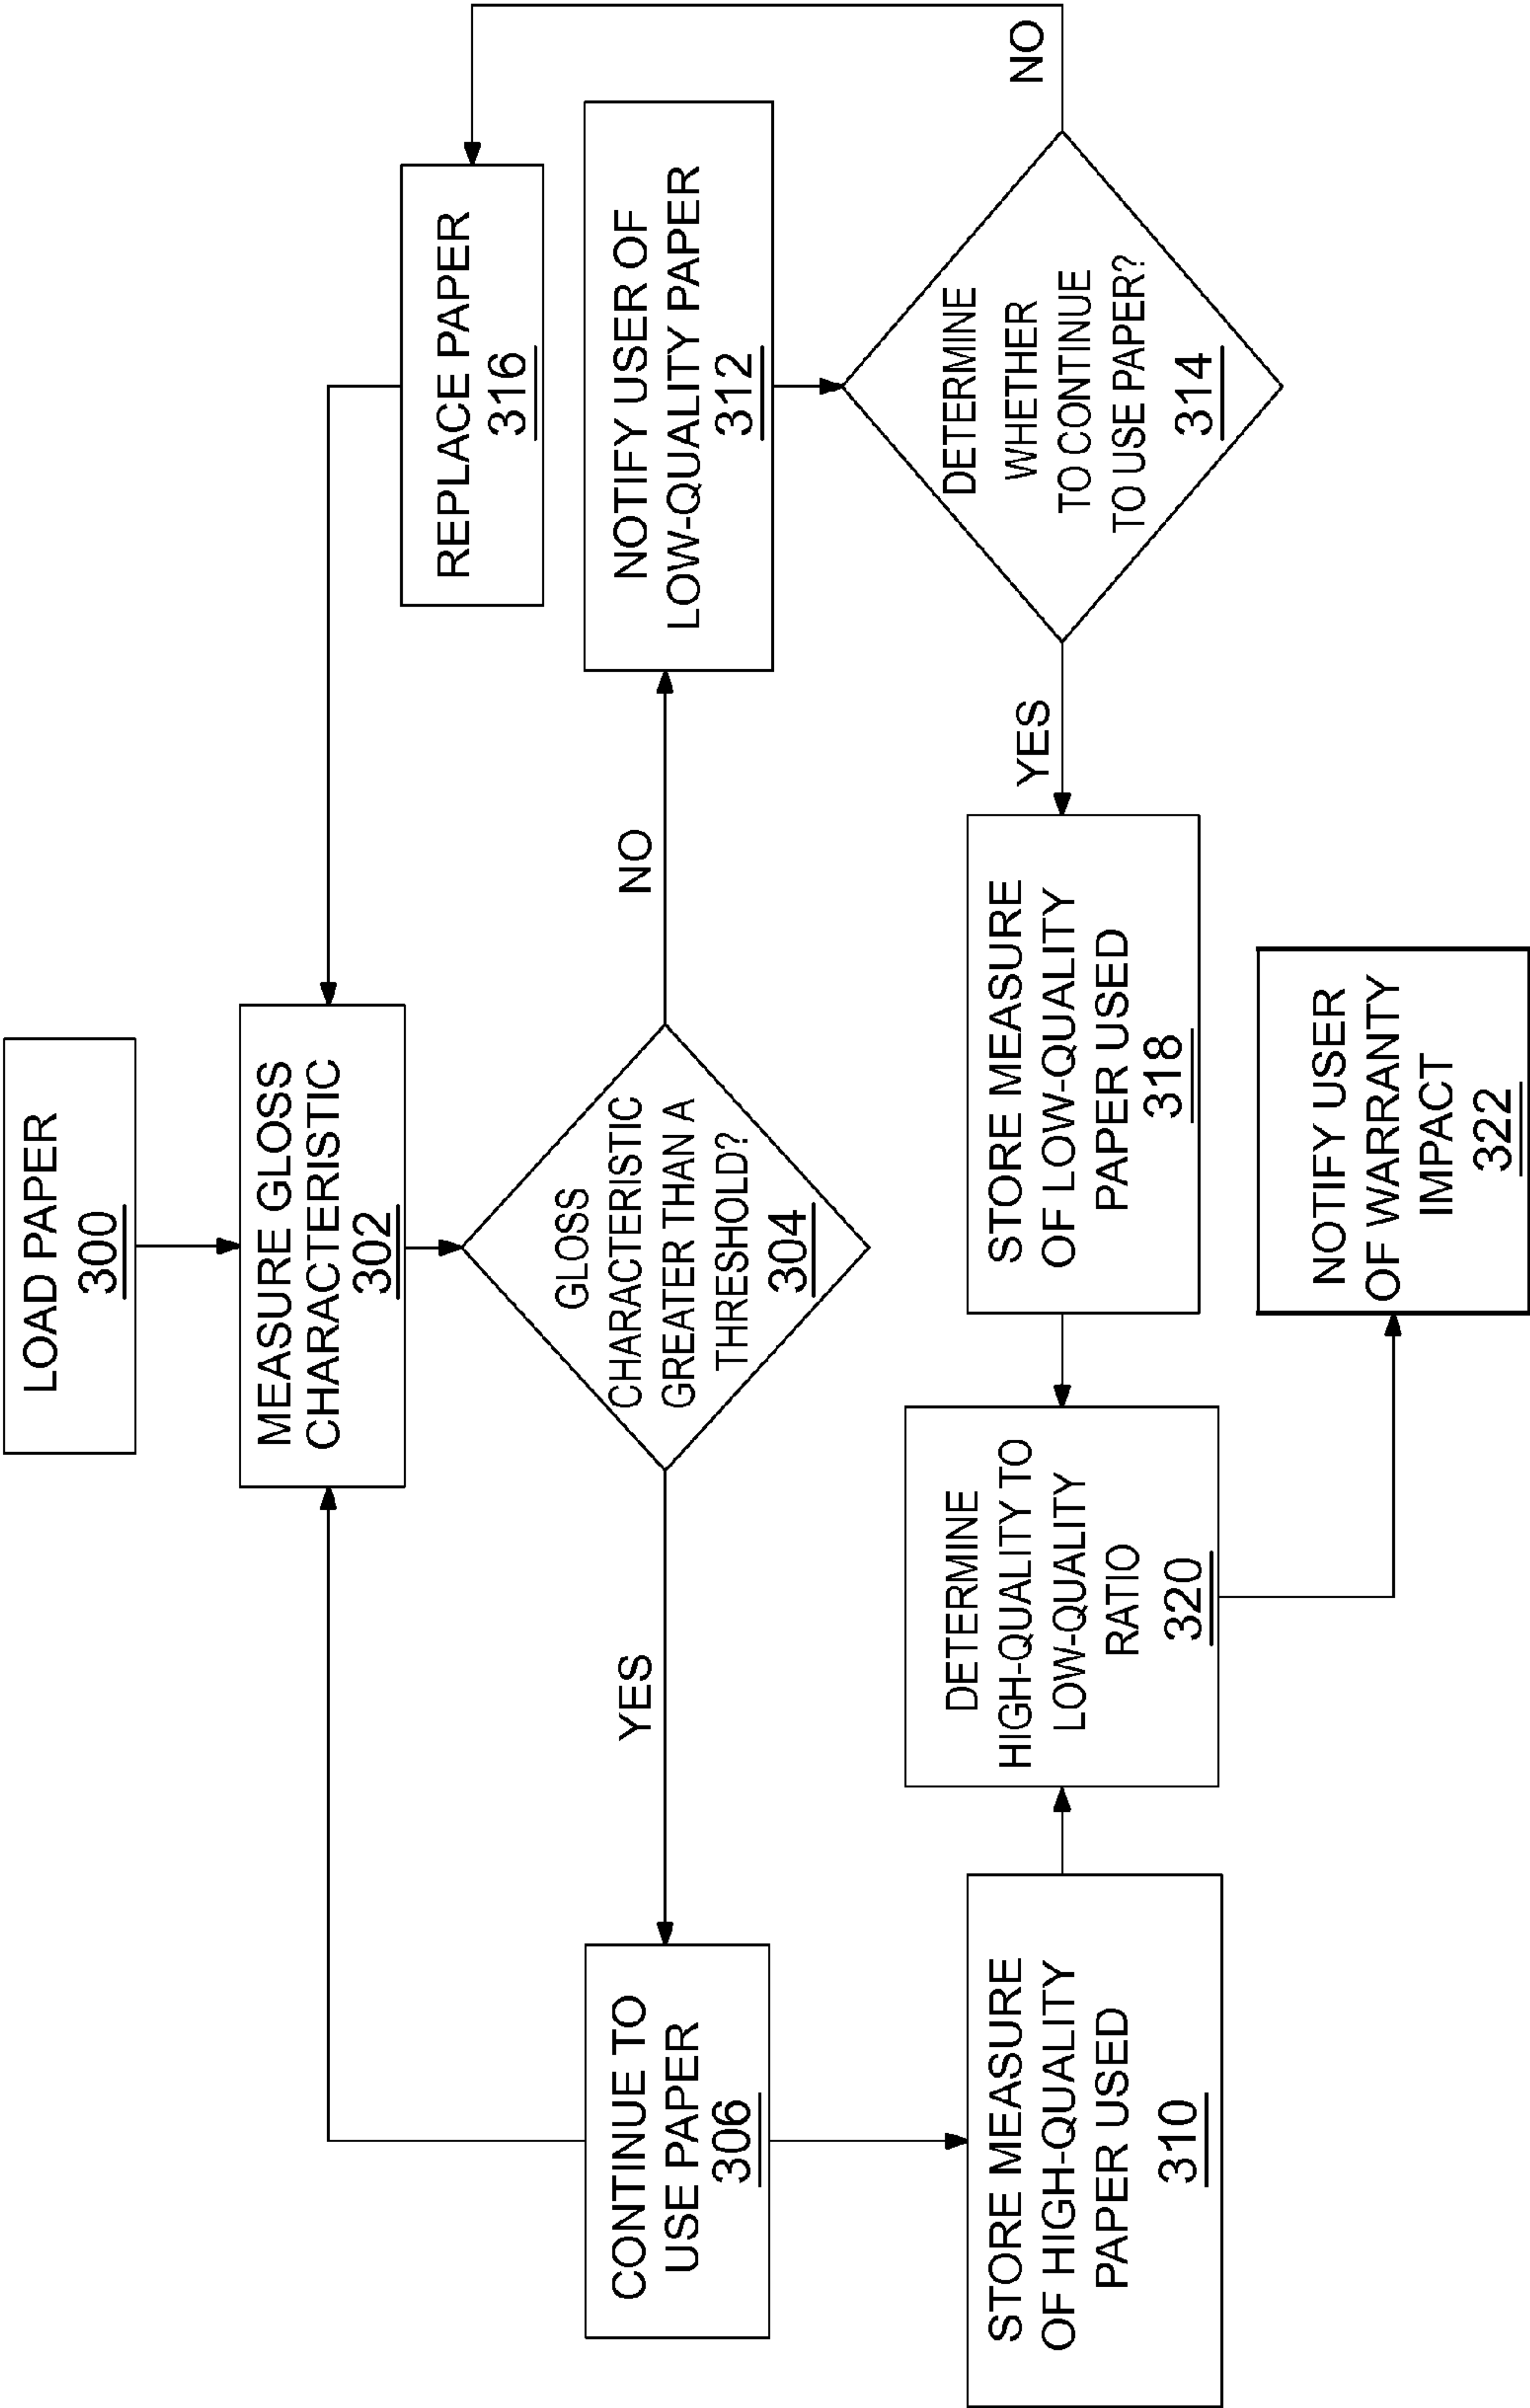 LOAD PAPER
300
MEASURE GLOSS
CHARACTERISTIC
302
GLOSS
CHARACTERISTIC
GREATER THAN A
THRESHOLD?
304
YES
NO
CONTINUE TO
USE PAPER
306
STORE MEASURE
OF HIGH-QUALITY
PAPER USED
310
REPLACE PAPER
316
NOTIFY USER OF
LOW-QUALITY PAPER
312
DETERMINE
WHETHER
TO CONTINUE
TO USE PAPER?
314
NO
YES
STORE MEASURE
OF LOW-QUALITY
PAPER USED
318
DETERMINE
HIGH-QUALITY TO
LOW-QUALITY
RATIO
320
NOTIFY USER
OF WARRANTY
IMPACT
322